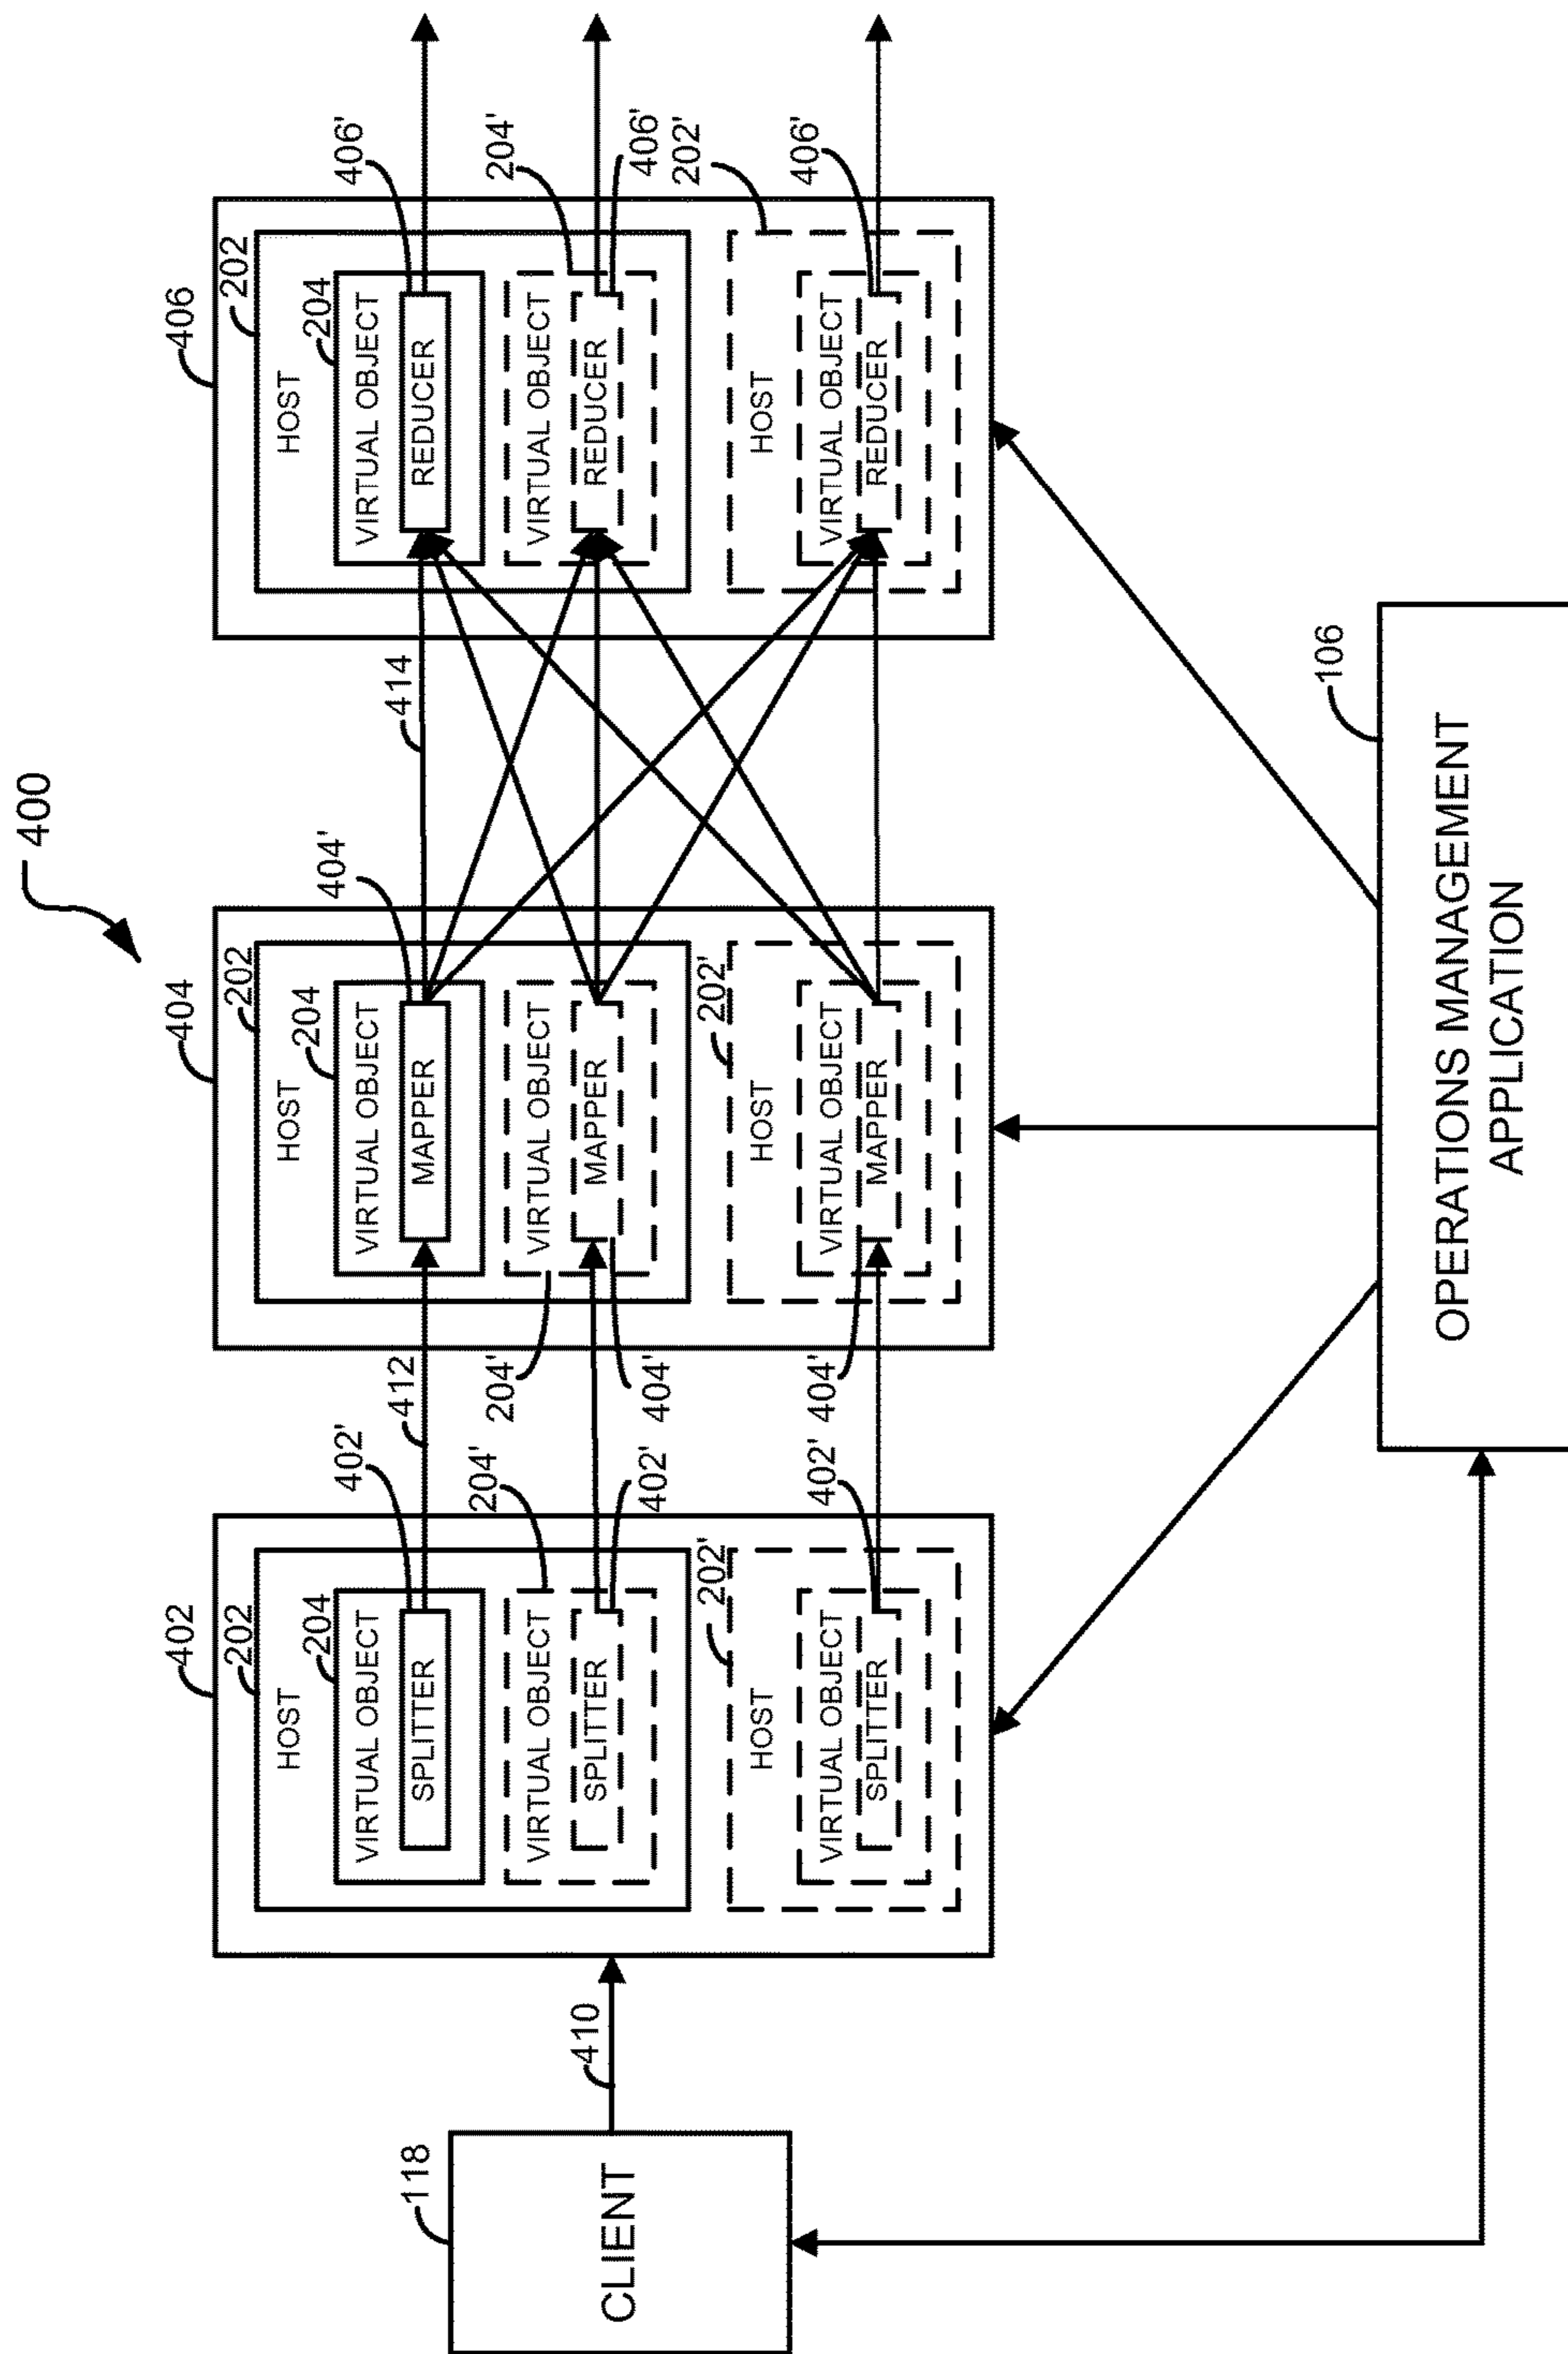 400
118
CLIENT
410
402
202
HOST
204
VIRTUAL OBJECT
SPLITTER
402'
204'
VIRTUAL OBJECT
SPLITTER
402'
202'
HOST
VIRTUAL OBJECT
SPLITTER
402'
412
404
202
HOST
204
VIRTUAL OBJECT
MAPPER
404'
204'
VIRTUAL OBJECT
MAPPER
404'
202'
HOST
VIRTUAL OBJECT
MAPPER
404'
414
406
202
HOST
204
VIRTUAL OBJECT
REDUCER
406'
204'
VIRTUAL OBJECT
REDUCER
406'
202'
HOST
VIRTUAL OBJECT
REDUCER
406'
106
OPERATIONS MANAGEMENT
APPLICATION